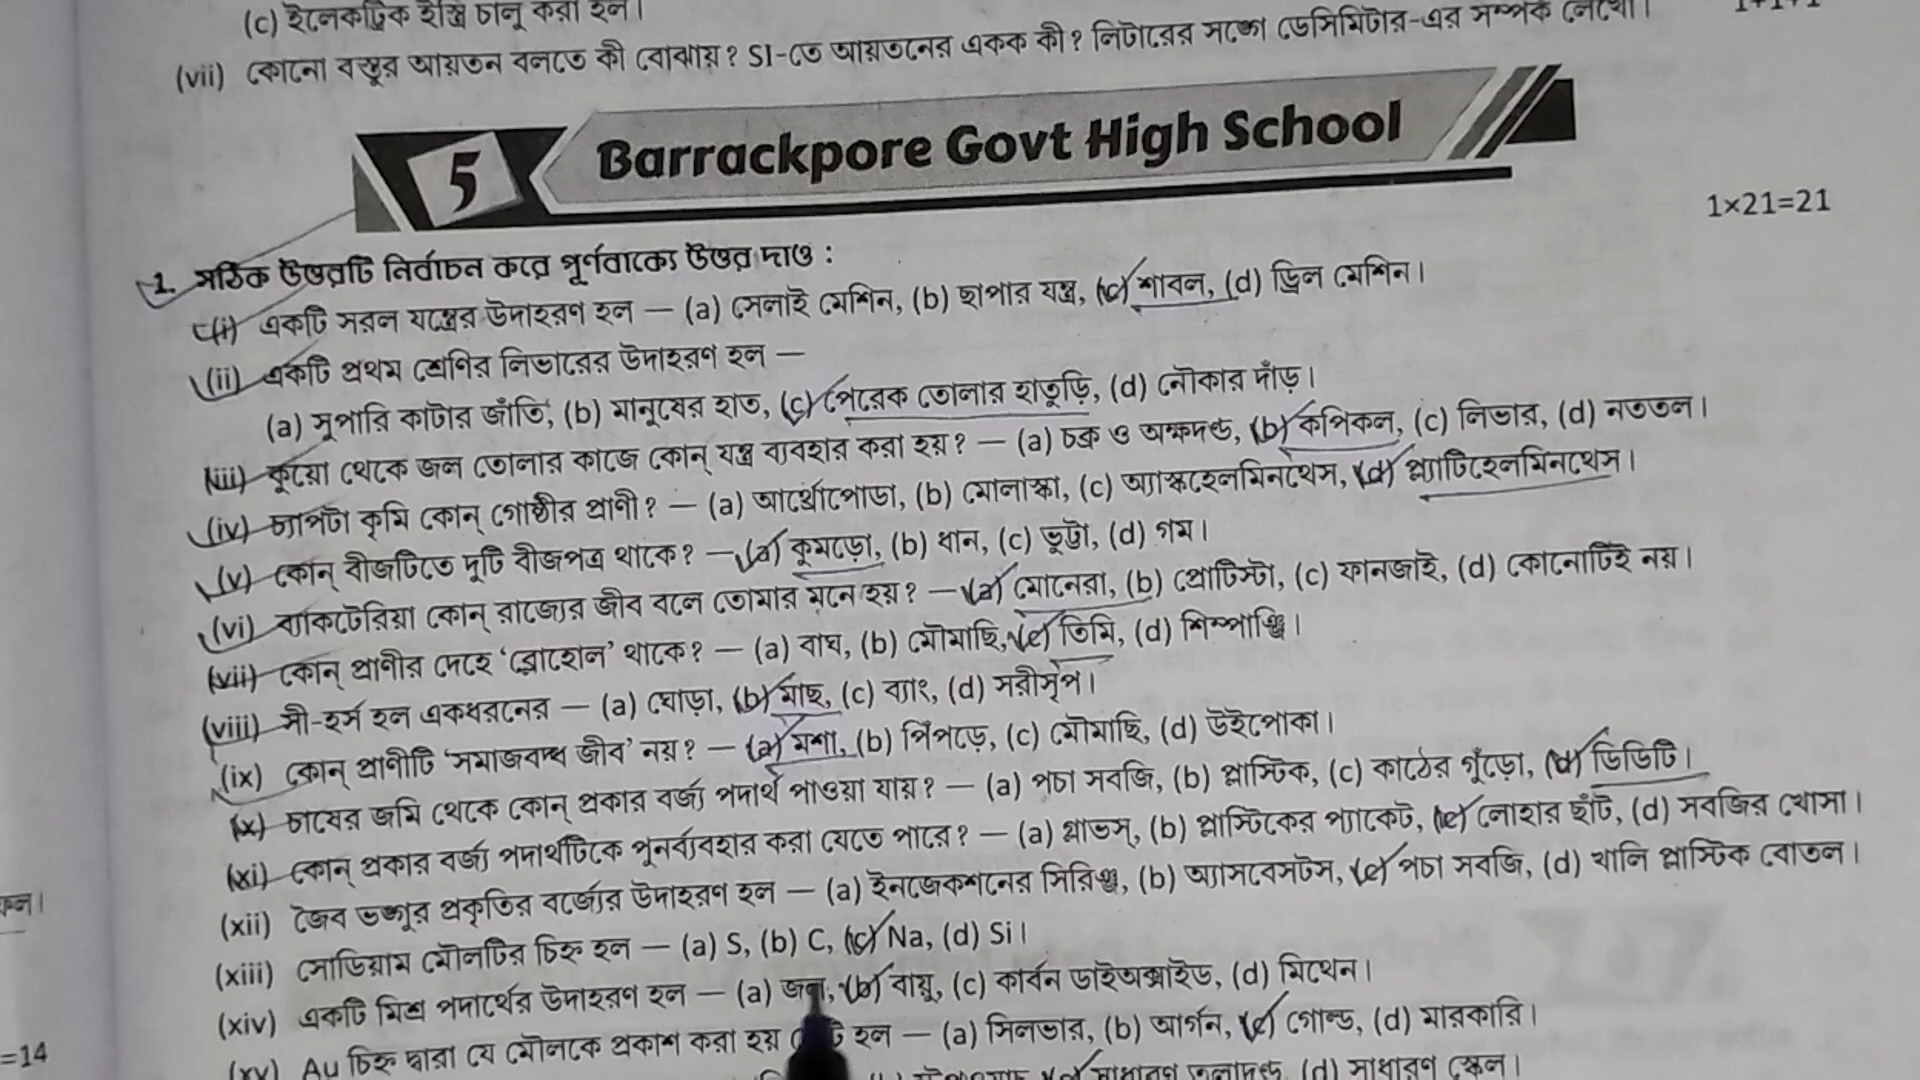 (c) ইলেকট্রিক ইস্ত্রি চালু করা হল।
(vii) কোনো বস্তুর আয়তন বলতে কী বোঝায়? SI-তে আয়তনের একক কী? লিটারের সঙ্গে ডেসিমিটার-এর সম্পর্ক লেখো। 1+1+1
5 Barrackpore Govt High School
1×21=21
1. সঠিক উত্তরটি নির্বাচন করে পূর্ণবাক্যে উত্তর দাও :
(i) একটি সরল যন্ত্রের উদাহরণ হল — (a) সেলাই মেশিন, (b) ছাপার যন্ত্র, (c) শাবল, (d) ড্রিল মেশিন।
(ii) একটি প্রথম শ্রেণির লিভারের উদাহরণ হল —
(a) সুপারি কাটার জাঁতি, (b) মানুষের হাত, (c) পেরেক তোলার হাতুড়ি, (d) নৌকার দাঁড়।
(iii) কুয়ো থেকে জল তোলার কাজে কোন্ যন্ত্র ব্যবহার করা হয়? — (a) চক্র ও অক্ষদণ্ড, (b) কপিকল, (c) লিভার, (d) নততল।
(iv) চ্যাপটা কৃমি কোন্ গোষ্ঠীর প্রাণী? — (a) আর্থ্রোপোডা, (b) মোলাস্কা, (c) অ্যাস্কহেলমিনথেস, (d) প্ল্যাটিহেলমিনথেস।
(v) কোন্ বীজটিতে দুটি বীজপত্র থাকে? — (a) কুমড়ো, (b) ধান, (c) ভুট্টা, (d) গম।
(vi) ব্যাকটেরিয়া কোন্ রাজ্যের জীব বলে তোমার মনে হয়? — (a) মোনেরা, (b) প্রোটিস্টা, (c) ফানজাই, (d) কোনোটিই নয়।
(vii) কোন্ প্রাণীর দেহে ‘ব্লোহোল’ থাকে? — (a) বাঘ, (b) মৌমাছি, (c) তিমি, (d) শিম্পাঞ্জি।
(viii) সী-হর্স হল একধরনের — (a) ঘোড়া, (b) মাছ, (c) ব্যাং, (d) সরীসৃপ।
(ix) কোন্ প্রাণীটি ‘সমাজবদ্ধ জীব’ নয়? — (a) মশা, (b) পিঁপড়ে, (c) মৌমাছি, (d) উইপোকা।
(x) চাষের জমি থেকে কোন্ প্রকার বর্জ্য পদার্থ পাওয়া যায়? — (a) পচা সবজি, (b) প্লাস্টিক, (c) কাঠের গুঁড়ো, (d) ডিডিটি।
(xi) কোন্ প্রকার বর্জ্য পদার্থটিকে পুনর্ব্যবহার করা যেতে পারে? — (a) গ্লাভস্, (b) প্লাস্টিকের প্যাকেট, (c) লোহার ছাঁট, (d) সবজির খোসা।
(xii) জৈব ভঙ্গুর প্রকৃতির বর্জ্যের উদাহরণ হল — (a) ইনজেকশনের সিরিঞ্জ, (b) অ্যাসবেসটস, (c) পচা সবজি, (d) খালি প্লাস্টিক বোতল।
(xiii) সোডিয়াম মৌলটির চিহ্ন হল — (a) S, (b) C, (c) Na, (d) Si।
(xiv) একটি মিশ্র পদার্থের উদাহরণ হল — (a) জল, (b) বায়ু, (c) কার্বন ডাইঅক্সাইড, (d) মিথেন।
(xv) Au চিহ্ন দ্বারা যে মৌলকে প্রকাশ করা হয় হল — (a) সিলভার, (b) আর্গন, (c) গোল্ড, (d) মারকারি।
সাধারণ তুলাদণ্ড, (d) সাধারণ স্কেল।
=14